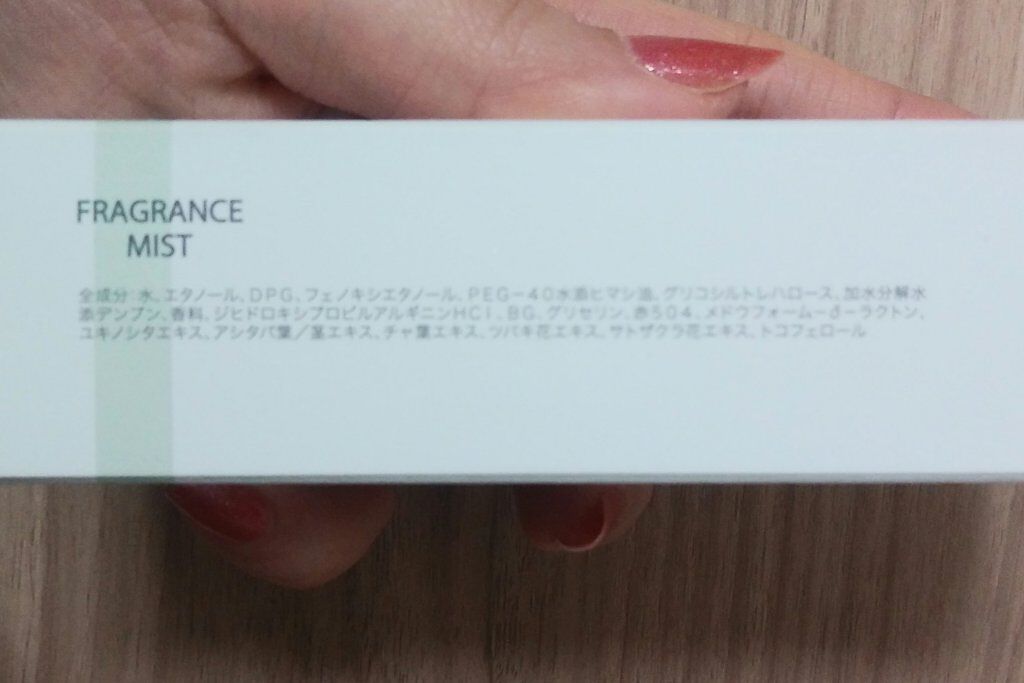 FRAGRANCE
MIST
全成分:水、エタノール、DPG、フェノキシエタノール、PEG-40水添ヒマシ油、グリコシルトレハロース、加水分解水
添デンプン、香料、ジヒドロキシプロピルアルギニンHCl、BG、グリセリン、赤504、メドウフォーム-δ-ラクトン、
ユキノシタエキス、アシタバ葉/茎エキス、チャ葉エキス、ツバキ花エキス、サトザクラ花エキス、トコフェロール